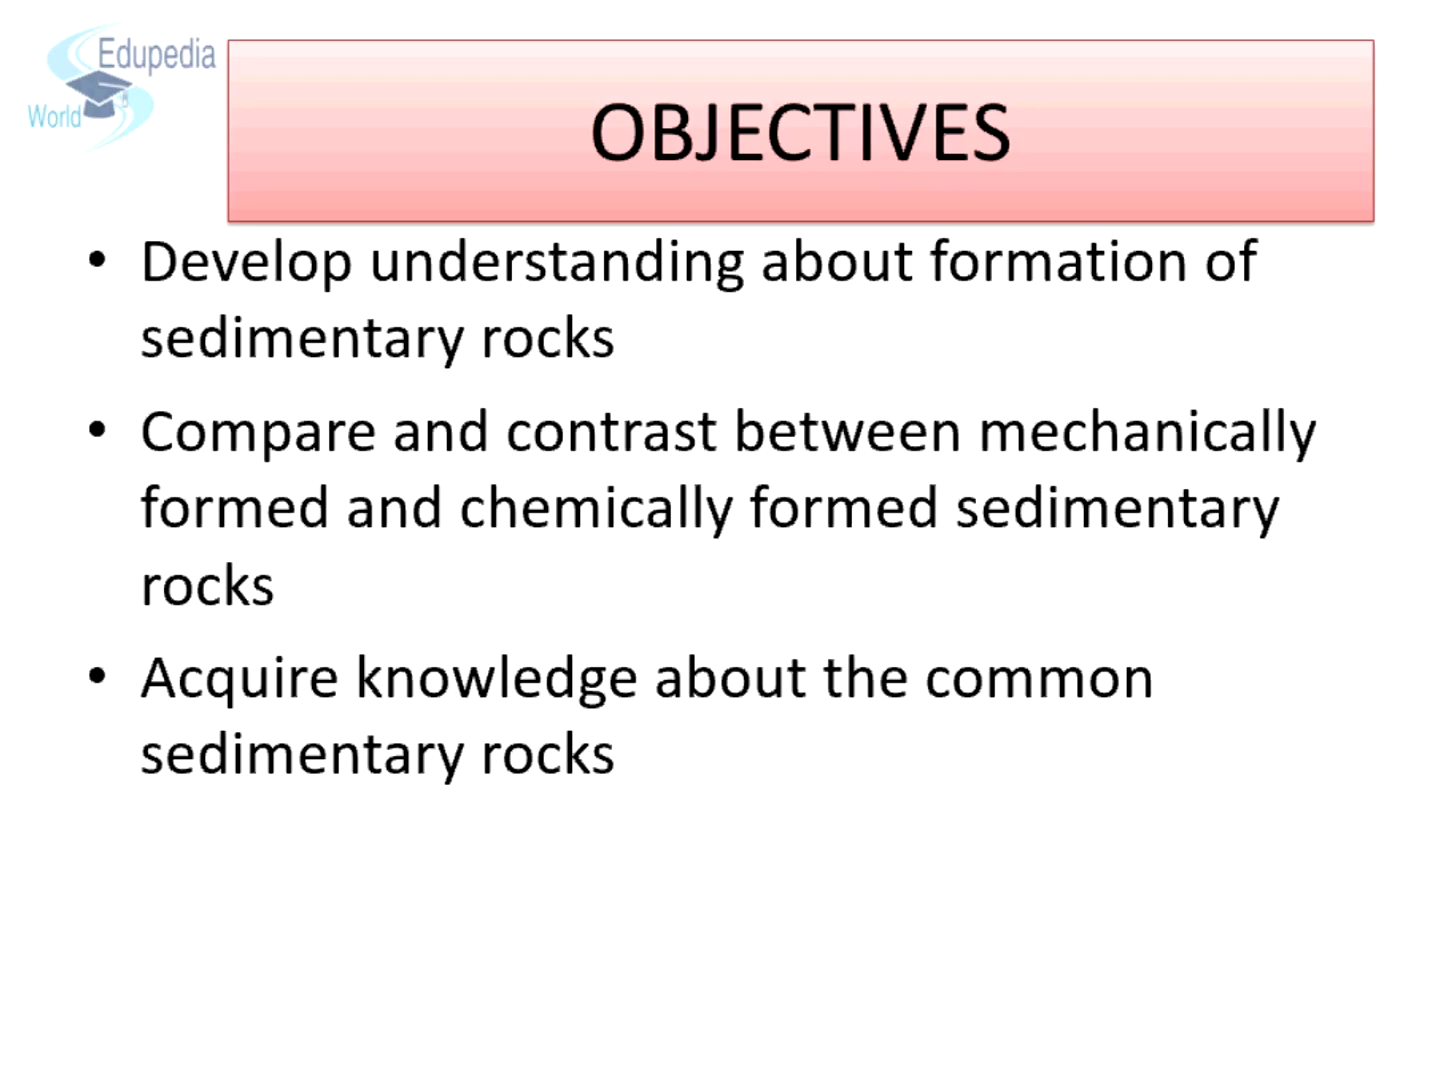 Edupedia
World
OBJECTIVES
• Develop understanding about formation of
sedimentary rocks
• Compare and contrast between mechanically
formed and chemically formed sedimentary
rocks
• Acquire knowledge about the common
sedimentary rocks